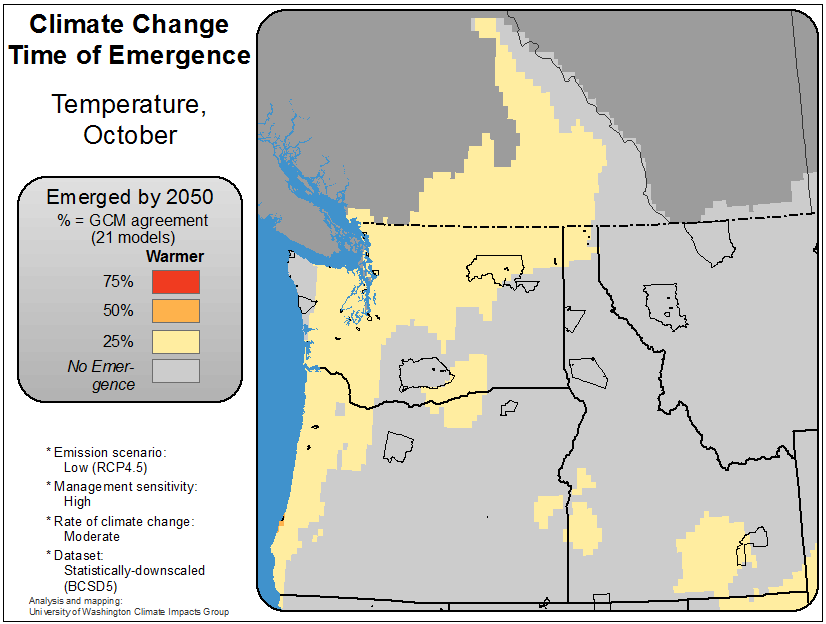 Climate Change
Time of Emergence
Temperature,
October
Emerged by 2050
% = GCM agreement
(21 models)
Warmer
75%
50%
25%
No Emer-
gence
* Emission scenario:
Low (RCP4.5)
* Management sensitivity:
High
* Rate of climate change:
Moderate
* Dataset:
Statistically-downscaled
(BCSD5)
Analysis and mapping:
University of Washington Climate Impacts Group